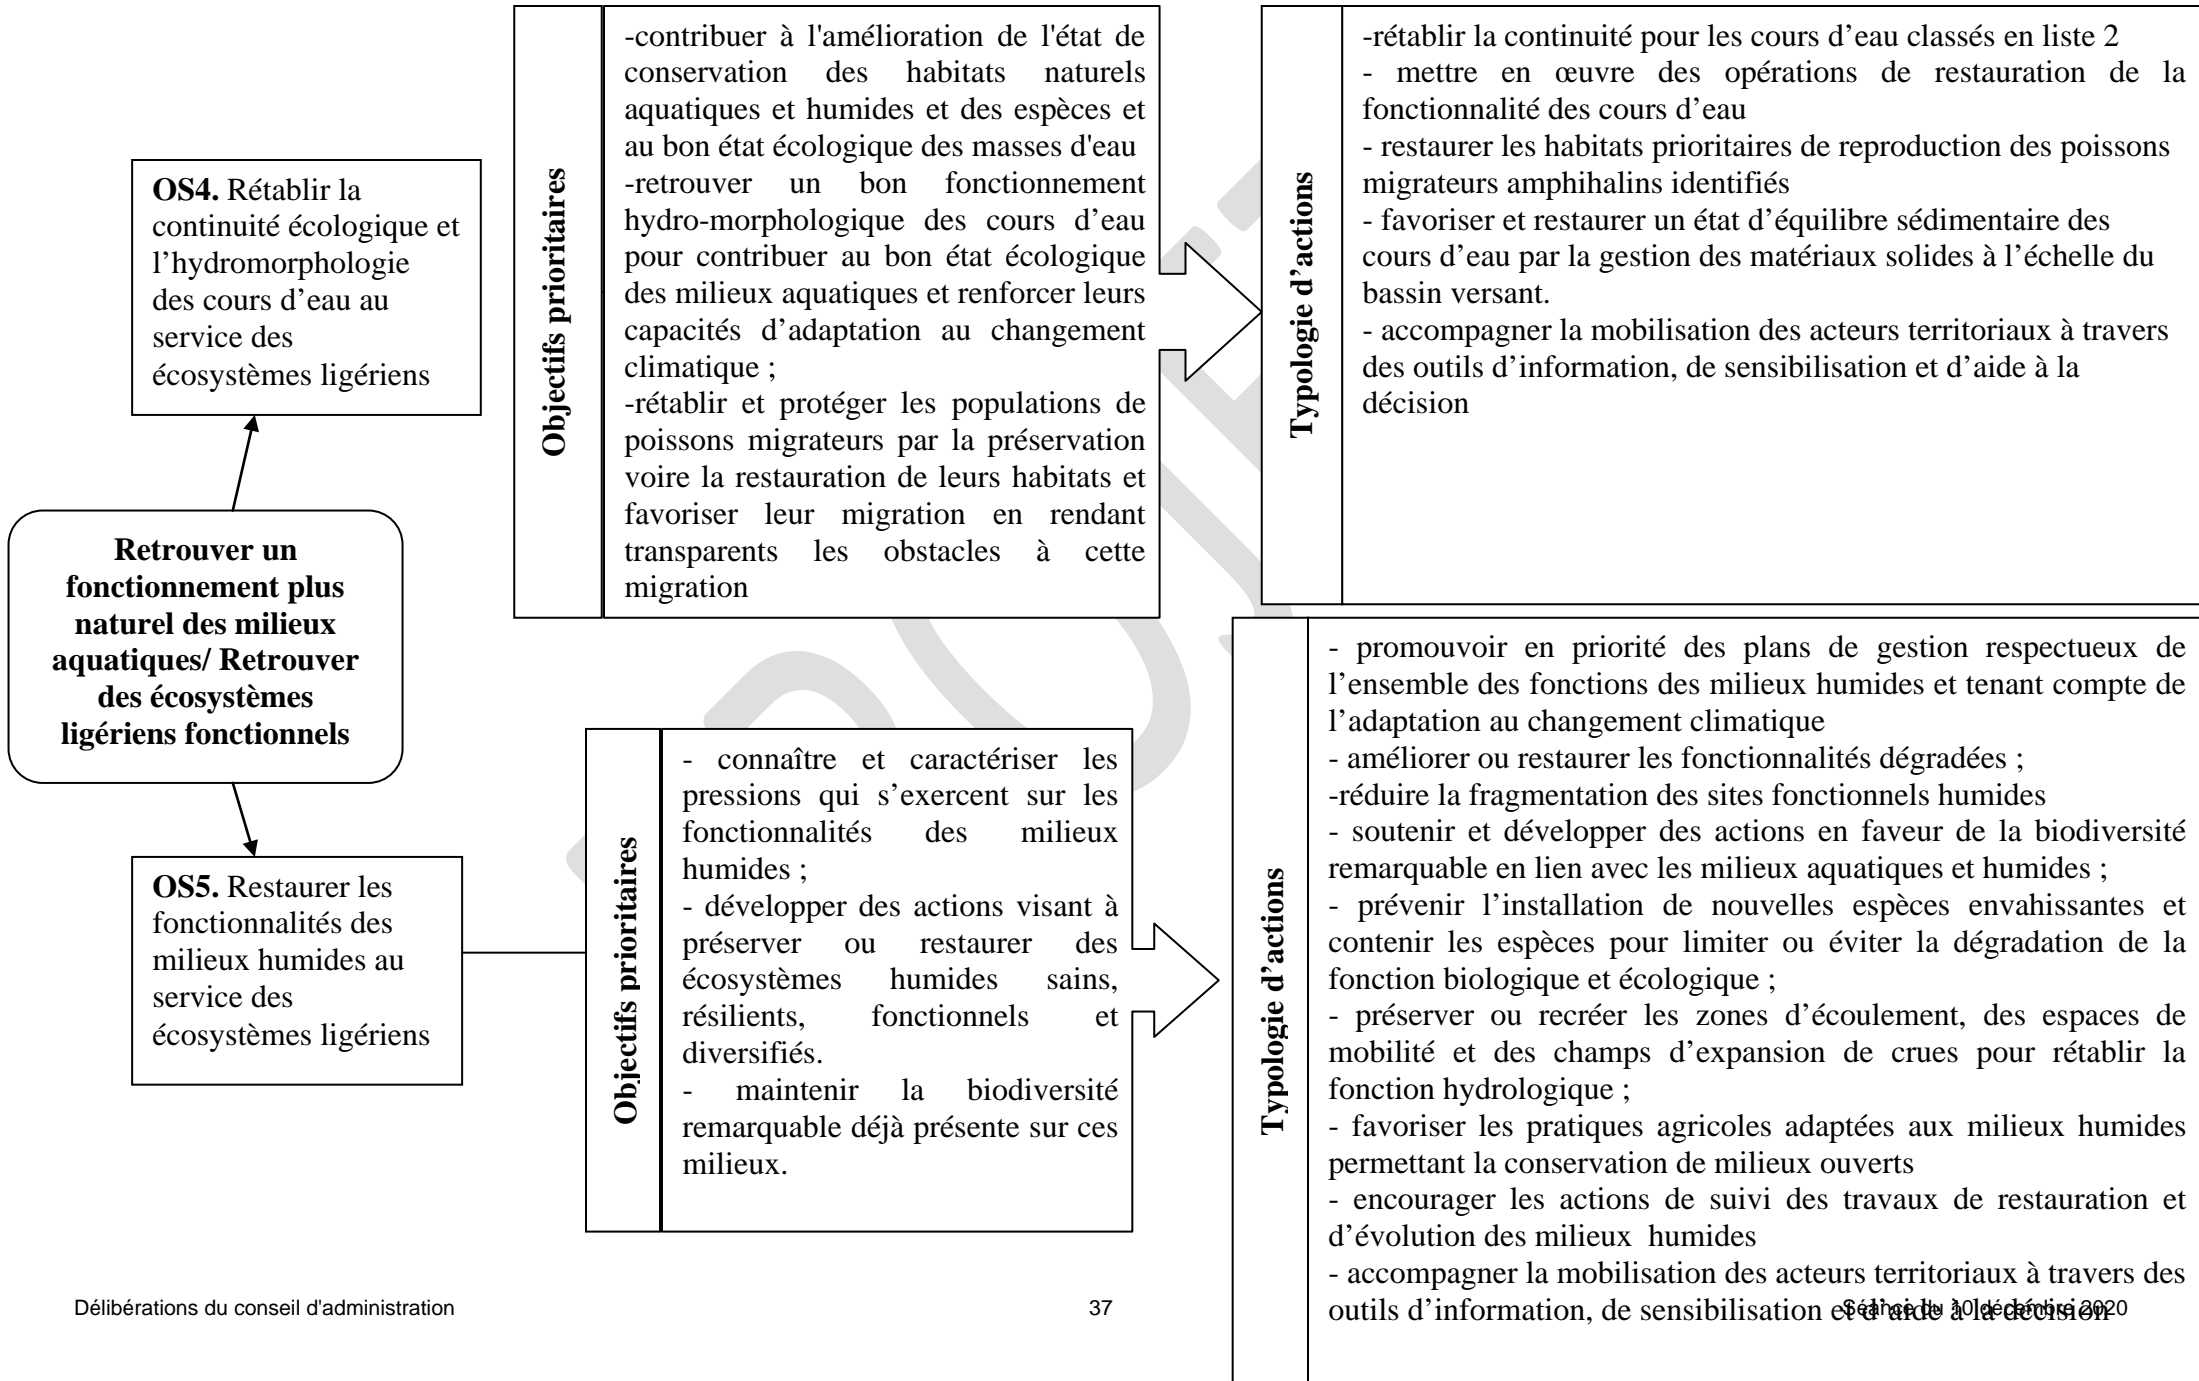 Retrouver un
fonctionnement plus
naturel des milieux
aquatiques/ Retrouver
des écosystèmes
ligériens fonctionnels
OS4. Rétablir la
continuité écologique et
l’hydromorphologie
des cours d’eau au
service des
écosystèmes ligériens
Objectifs prioritaires
-contribuer à l'amélioration de l'état de
conservation des habitats naturels
aquatiques et humides et des espèces et
au bon état écologique des masses d'eau
-retrouver un bon fonctionnement
hydro-morphologique des cours d’eau
pour contribuer au bon état écologique
des milieux aquatiques et renforcer leurs
capacités d’adaptation au changement
climatique ;
-rétablir et protéger les populations de
poissons migrateurs par la préservation
voire la restauration de leurs habitats et
favoriser leur migration en rendant
transparents les obstacles à cette
migration
Typologie d’actions
-rétablir la continuité pour les cours d’eau classés en liste 2
- mettre en œuvre des opérations de restauration de la
fonctionnalité des cours d’eau
- restaurer les habitats prioritaires de reproduction des poissons
migrateurs amphihalins identifiés
- favoriser et restaurer un état d’équilibre sédimentaire des
cours d’eau par la gestion des matériaux solides à l’échelle du
bassin versant.
- accompagner la mobilisation des acteurs territoriaux à travers
des outils d’information, de sensibilisation et d’aide à la
décision
OS5. Restaurer les
fonctionnalités des
milieux humides au
service des
écosystèmes ligériens
Objectifs prioritaires
- connaître et caractériser les
pressions qui s’exercent sur les
fonctionnalités des milieux
humides ;
- développer des actions visant à
préserver ou restaurer des
écosystèmes humides sains,
résilients, fonctionnels et
diversifiés.
- maintenir la biodiversité
remarquable déjà présente sur ces
milieux.
Typologie d’actions
- promouvoir en priorité des plans de gestion respectueux de
l’ensemble des fonctions des milieux humides et tenant compte de
l’adaptation au changement climatique
- améliorer ou restaurer les fonctionnalités dégradées ;
-réduire la fragmentation des sites fonctionnels humides
- soutenir et développer des actions en faveur de la biodiversité
remarquable en lien avec les milieux aquatiques et humides ;
- prévenir l’installation de nouvelles espèces envahissantes et
contenir les espèces pour limiter ou éviter la dégradation de la
fonction biologique et écologique ;
- préserver ou recréer les zones d’écoulement, des espaces de
mobilité et des champs d’expansion de crues pour rétablir la
fonction hydrologique ;
- favoriser les pratiques agricoles adaptées aux milieux humides
permettant la conservation de milieux ouverts
- encourager les actions de suivi des travaux de restauration et
d’évolution des milieux humides
- accompagner la mobilisation des acteurs territoriaux à travers des
outils d’information, de sensibilisation et d’aide à la décision
Délibérations du conseil d'administration
37
Séance du 10 décembre 2020